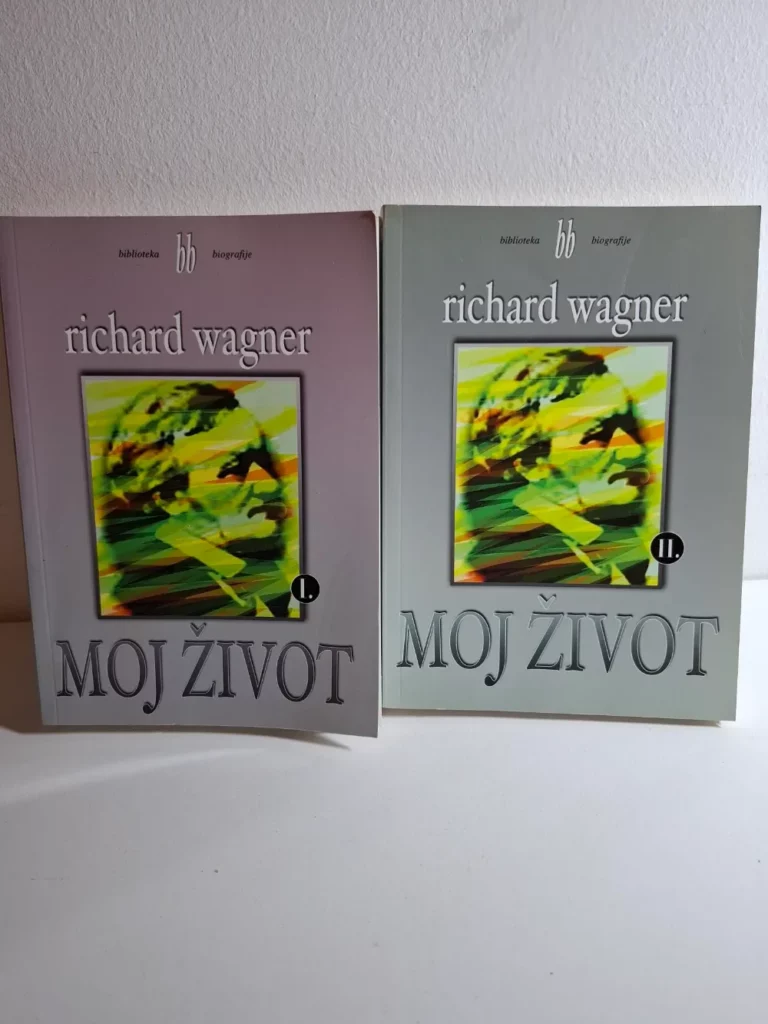 biblioteka bb biografije
richard wagner
I.
MOJ ŽIVOT
biblioteka bb biografije
richard wagner
II.
MOJ ŽIVOT